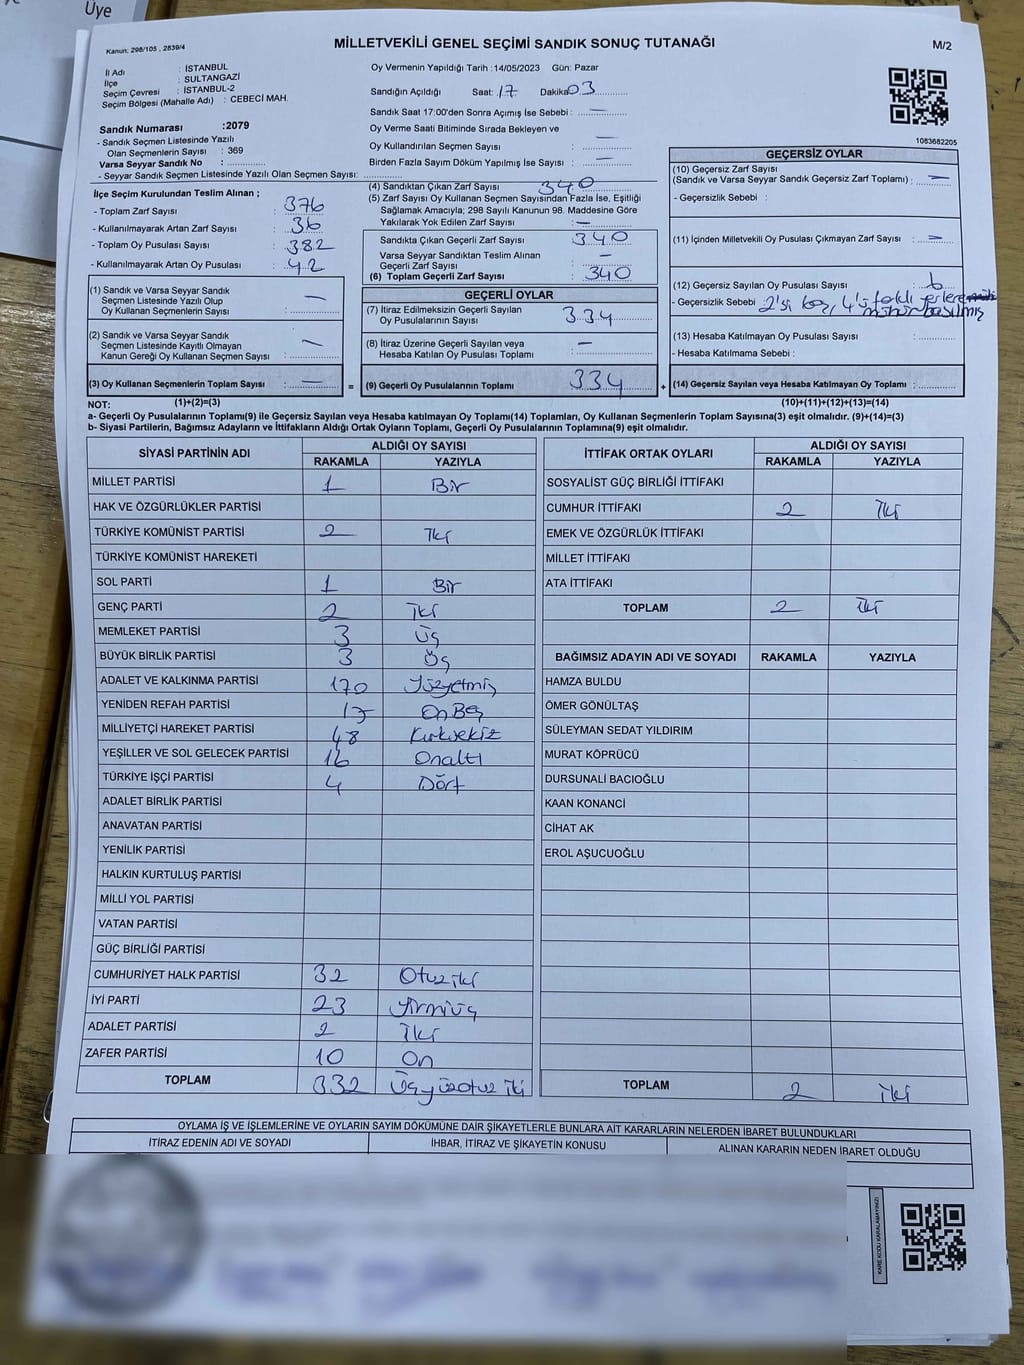 Üye
Kanun; 298/105 , 2839/4
MİLLETVEKİLİ GENEL SEÇİMİ SANDIK SONUÇ TUTANAĞI
M/2
İl Adı : İSTANBUL
İlçe : SULTANGAZİ
Seçim Çevresi : İSTANBUL-2
Seçim Bölgesi (Mahalle Adı) : CEBECİ MAH.
Oy Vermenin Yapıldığı Tarih :14/05/2023 Gün: Pazar
Sandığın Açıldığı Saat: 17 Dakika 03
Sandık Saat 17:00'den Sonra Açımış İse Sebebi : —
Oy Verme Saati Bitiminde Sırada Bekleyen ve
Oy Kullandırılan Seçmen Sayısı : —
Birden Fazla Sayım Döküm Yapılmış İse Sayısı : —
1083682205
Sandık Numarası :2079
- Sandık Seçmen Listesinde Yazılı
Olan Seçmenlerin Sayısı : 369
Varsa Seyyar Sandık No :
- Seyyar Sandık Seçmen Listesinde Yazılı Olan Seçmen Sayısı:
İlçe Seçim Kurulundan Teslim Alınan ;
- Toplam Zarf Sayısı : 376
- Kullanılmayarak Artan Zarf Sayısı : 36
- Toplam Oy Pusulası Sayısı : 382
- Kullanılmayarak Artan Oy Pusulası : 42
(4) Sandıktan Çıkan Zarf Sayısı 340
(5) Zarf Sayısı Oy Kullanan Seçmen Sayısından Fazla İse, Eşitliği
Sağlamak Amacıyla; 298 Sayılı Kanunun 98. Maddesine Göre
Yakılarak Yok Edilen Zarf Sayısı : —
Sandıkta Çıkan Geçerli Zarf Sayısı : 340
Varsa Seyyar Sandıktan Teslim Alınan
Geçerli Zarf Sayısı : —
(6) Toplam Geçerli Zarf Sayısı : 340
GEÇERSİZ OYLAR
(10) Geçersiz Zarf Sayısı
(Sandık ve Varsa Seyyar Sandık Geçersiz Zarf Toplamı) : —
- Geçersizlik Sebebi :
(11) İçinden Milletvekili Oy Pusulası Çıkmayan Zarf Sayısı : —
(12) Geçersiz Sayılan Oy Pusulası Sayısı : 6
- Geçersizlik Sebebi : 2'si boş, 4'ü farklı yerlere
mühür basılmış
(13) Hesaba Katılmayan Oy Pusulası Sayısı :
- Hesaba Katılmama Sebebi :
(1) Sandık ve Varsa Seyyar Sandık
Seçmen Listesinde Yazılı Olup
Oy Kullanan Seçmenlerin Sayısı : —
(2) Sandık ve Varsa Seyyar Sandık
Seçmen Listesinde Kayıtlı Olmayan
Kanun Gereği Oy Kullanan Seçmen Sayısı : —
(3) Oy Kullanan Seçmenlerin Toplam Sayısı : —
GEÇERLİ OYLAR
(7) İtiraz Edilmeksizin Geçerli Sayılan
Oy Pusulalarının Sayısı : 334
(8) İtiraz Üzerine Geçerli Sayılan veya
Hesaba Katılan Oy Pusulası Toplamı : —
= (9) Geçerli Oy Pusulalarının Toplamı 334
+ (14) Geçersiz Sayılan veya Hesaba Katılmayan Oy Toplamı :
(1)+(2)=(3)
(10)+(11)+(12)+(13)=(14)
NOT:
a- Geçerli Oy Pusulalarının Toplamı(9) ile Geçersiz Sayılan veya Hesaba katılmayan Oy Toplamı(14) Toplamları, Oy Kullanan Seçmenlerin Toplam Sayısına(3) eşit olmalıdır. (9)+(14)=(3)
b- Siyasi Partilerin, Bağımsız Adayların ve İttifakların Aldığı Ortak Oyların Toplamı, Geçerli Oy Pusulalarının Toplamına(9) eşit olmalıdır.
SİYASİ PARTİNİN ADI ALDIĞI OY SAYISI
RAKAMLA YAZIYLA
MİLLET PARTİSİ 1 Bir
HAK VE ÖZGÜRLÜKLER PARTİSİ
TÜRKİYE KOMÜNİST PARTİSİ 2 İki
TÜRKİYE KOMÜNİST HAREKETİ
SOL PARTİ 1 Bir
GENÇ PARTİ 2 İki
MEMLEKET PARTİSİ 3 Üç
BÜYÜK BİRLİK PARTİSİ 3 Üç
ADALET VE KALKINMA PARTİSİ 170 Yüzyetmiş
YENİDEN REFAH PARTİSİ 15 OnBeş
MİLLİYETÇİ HAREKET PARTİSİ 48 Kırksekiz
YEŞİLLER VE SOL GELECEK PARTİSİ 16 Onaltı
TÜRKİYE İŞÇİ PARTİSİ 4 Dört
ADALET BİRLİK PARTİSİ
ANAVATAN PARTİSİ
YENİLİK PARTİSİ
HALKIN KURTULUŞ PARTİSİ
MİLLİ YOL PARTİSİ
VATAN PARTİSİ
GÜÇ BİRLİĞİ PARTİSİ
CUMHURİYET HALK PARTİSİ 32 Otuziki
İYİ PARTİ 23 Yirmiüç
ADALET PARTİSİ 2 İki
ZAFER PARTİSİ 10 On
TOPLAM 332 Üçyüzotuz iki
İTTİFAK ORTAK OYLARI ALDIĞI OY SAYISI
RAKAMLA YAZIYLA
SOSYALİST GÜÇ BİRLİĞİ İTTİFAKI
CUMHUR İTTİFAKI 2 İki
EMEK VE ÖZGÜRLÜK İTTİFAKI
MİLLET İTTİFAKI
ATA İTTİFAKI
TOPLAM 2 İki
BAĞIMSIZ ADAYIN ADI VE SOYADI RAKAMLA YAZIYLA
HAMZA BULDU
ÖMER GÖNÜLTAŞ
SÜLEYMAN SEDAT YILDIRIM
MURAT KÖPRÜCÜ
DURSUNALİ BACIOĞLU
KAAN KONANCİ
CİHAT AK
EROL AŞUCUOĞLU
TOPLAM 2 İki
OYLAMA İŞ VE İŞLEMLERİNE VE OYLARIN SAYIM DÖKÜMÜNE DAİR ŞİKAYETLERLE BUNLARA AİT KARARLARIN NELERDEN İBARET BULUNDUKLARI
İTİRAZ EDENİN ADI VE SOYADI İHBAR, İTİRAZ VE ŞİKAYETİN KONUSU ALINAN KARARIN NEDEN İBARET OLDUĞU
KARE KODU KARALAMAYINIZ!